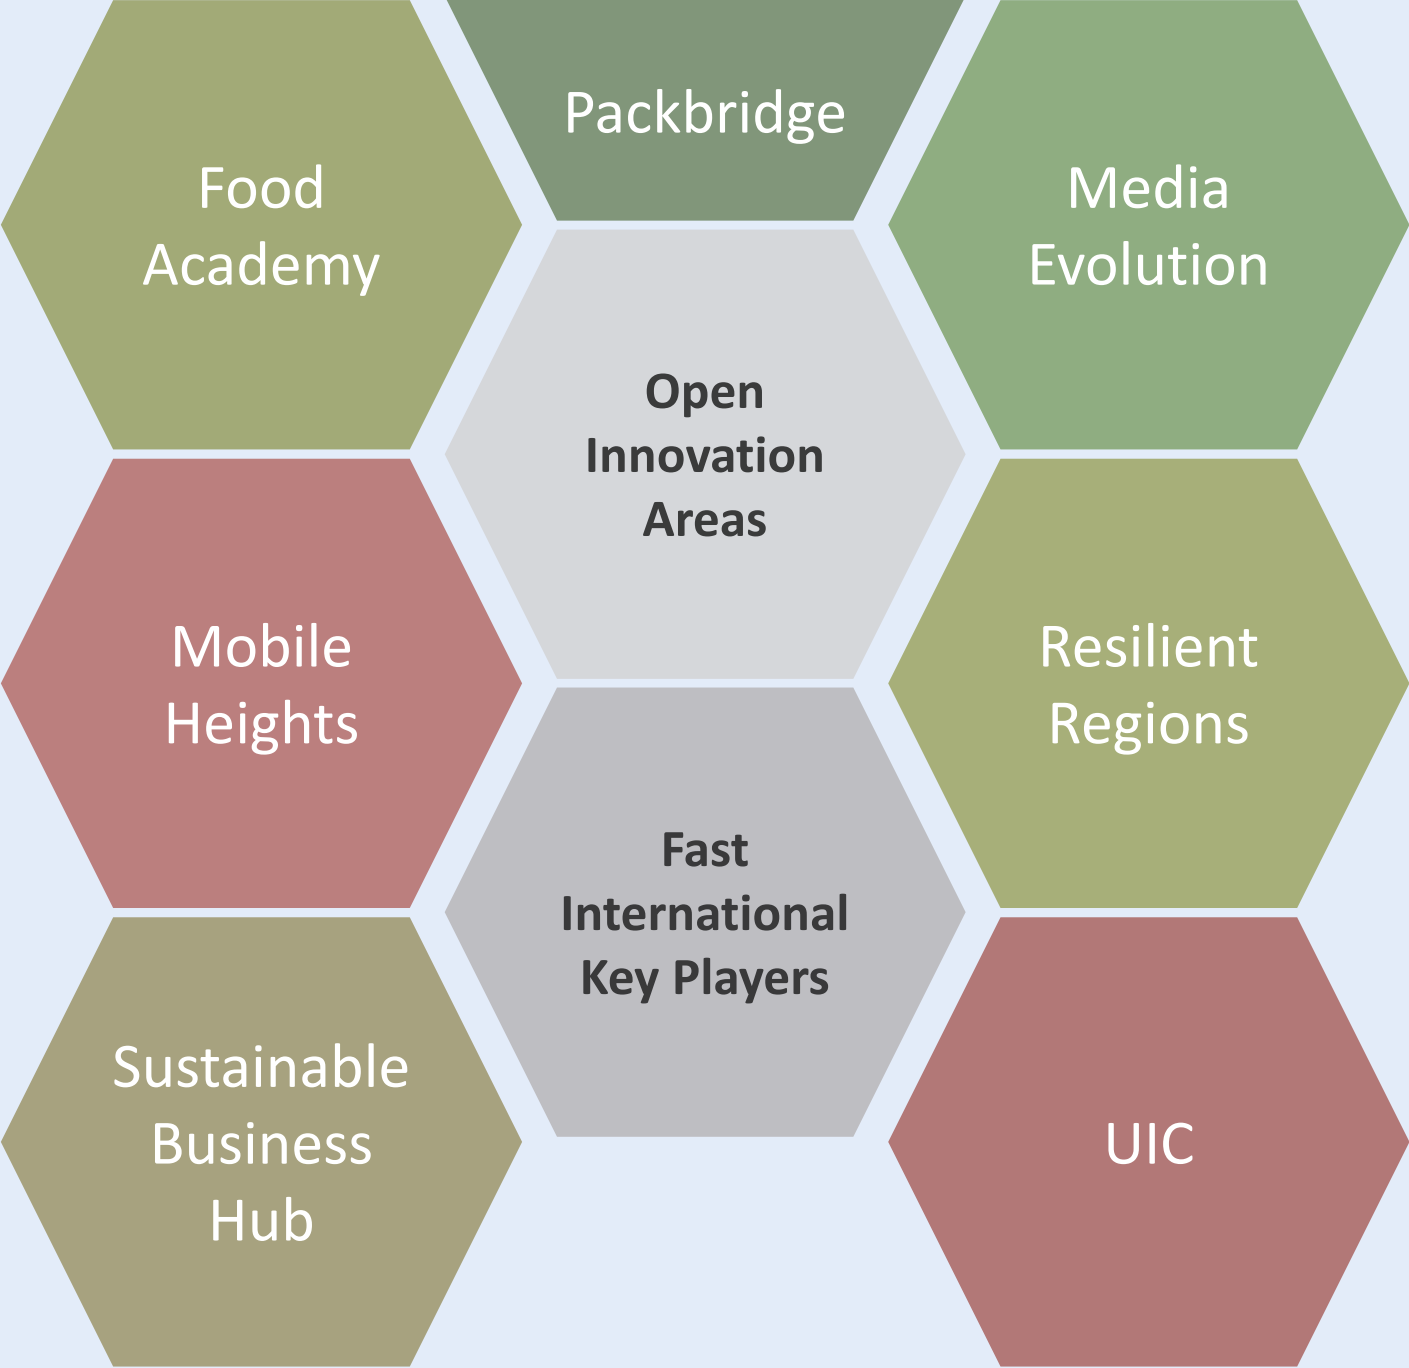 Packbridge
Food
Academy
Media
Evolution
Open
Innovation
Areas
Mobile
Heights
Resilient
Regions
Fast
International
Key Players
Sustainable
Business
Hub
UIC